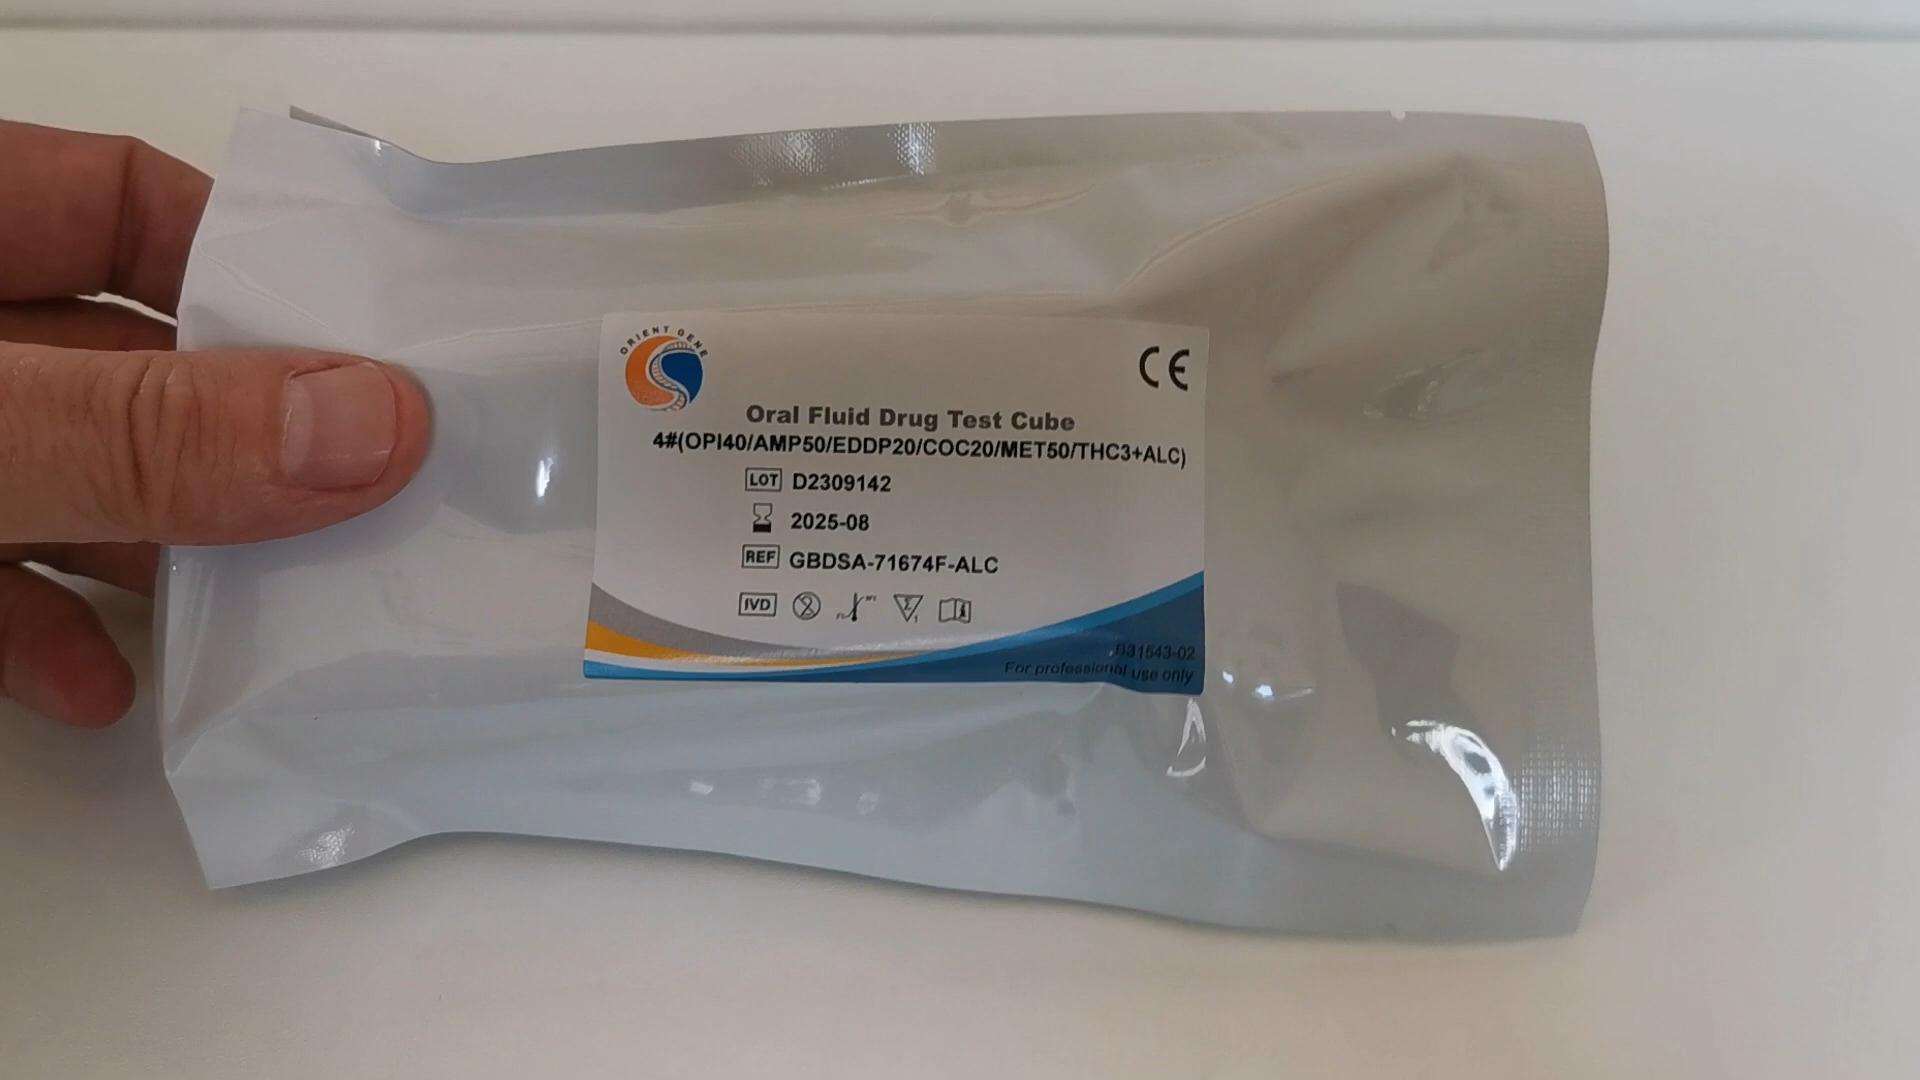 ORIENT GENE
CE
Oral Fluid Drug Test Cube
4#(OPI40/AMP50/EDDP20/COC20/MET50/THC3+ALC)
LOT D2309142
2025-08
REF GBDSA-71674F-ALC
IVD
B31543-02
For professional use only